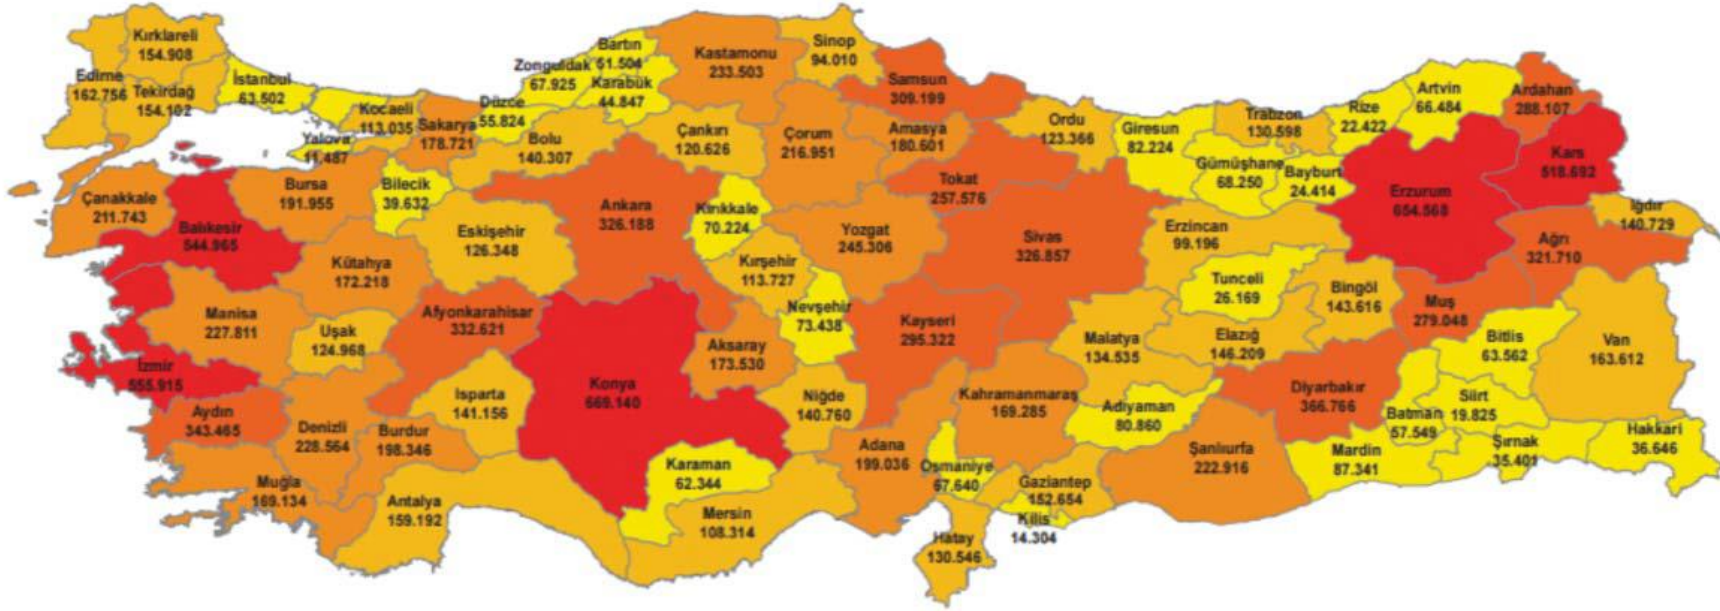 Kırklareli
154.908
Edirne
162.756
Tekirdağ
154.102
İstanbul
63.502
Yalova
11.487
Kocaeli
113.035
Sakarya
178.721
Düzce
55.824
Zonguldak
67.925
Bartın
51.504
Karabük
44.847
Bolu
140.307
Kastamonu
233.503
Sinop
94.010
Çankırı
120.626
Çorum
216.951
Samsun
309.199
Amasya
180.601
Ordu
123.366
Giresun
82.224
Trabzon
130.598
Gümüşhane
68.250
Bayburt
24.414
Rize
22.422
Artvin
66.484
Ardahan
288.107
Kars
518.692
Iğdır
140.729
Ağrı
321.710
Erzurum
654.568
Erzincan
99.196
Tokat
257.576
Sivas
326.857
Yozgat
245.306
Kırıkkale
70.224
Kırşehir
113.727
Nevşehir
73.438
Ankara
326.188
Eskişehir
126.348
Bilecik
39.632
Bursa
191.955
Çanakkale
211.743
Balıkesir
544.965
Kütahya
172.218
Manisa
227.811
Uşak
124.968
Afyonkarahisar
332.621
İzmir
555.915
Aydın
343.465
Denizli
228.564
Burdur
198.346
Isparta
141.156
Muğla
169.134
Antalya
159.192
Konya
669.140
Karaman
62.344
Mersin
108.314
Aksaray
173.530
Niğde
140.760
Kayseri
295.322
Adana
199.036
Kahramanmaraş
169.285
Osmaniye
67.640
Hatay
130.546
Gaziantep
152.654
Kilis
14.304
Malatya
134.535
Adıyaman
80.860
Şanlıurfa
222.916
Elazığ
146.209
Tunceli
26.169
Bingöl
143.616
Muş
279.048
Diyarbakır
366.766
Bitlis
63.562
Van
163.612
Batman
57.549
Siirt
19.825
Mardin
87.341
Şırnak
35.401
Hakkari
36.646